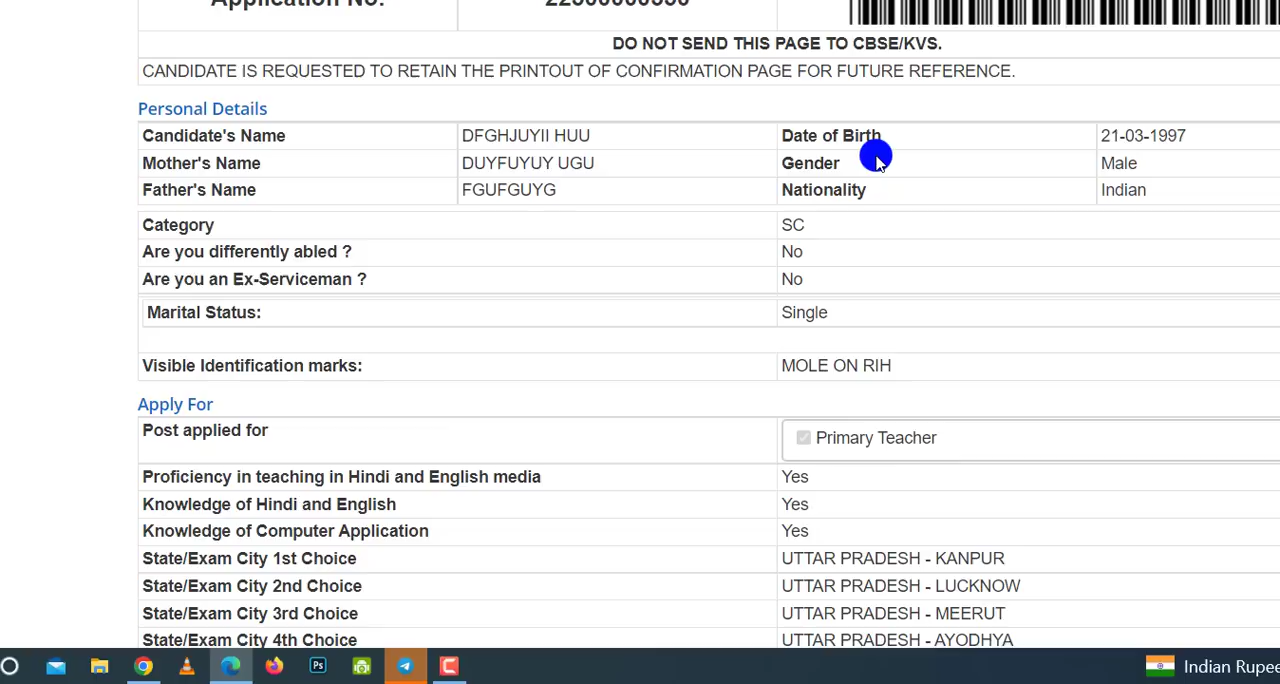 DO NOT SEND THIS PAGE TO CBSE/KVS.
CANDIDATE IS REQUESTED TO RETAIN THE PRINTOUT OF CONFIRMATION PAGE FOR FUTURE REFERENCE.
Personal Details
Candidate's Name DFGHJUYII HUU Date of Birth 21-03-1997
Mother's Name DUYFUYUY UGU Gender Male
Father's Name FGUFGUYG Nationality Indian
Category SC
Are you differently abled ? No
Are you an Ex-Serviceman ? No
Marital Status: Single
Visible Identification marks: MOLE ON RIH
Apply For
Post applied for Primary Teacher
Proficiency in teaching in Hindi and English media Yes
Knowledge of Hindi and English Yes
Knowledge of Computer Application Yes
State/Exam City 1st Choice UTTAR PRADESH - KANPUR
State/Exam City 2nd Choice UTTAR PRADESH - LUCKNOW
State/Exam City 3rd Choice UTTAR PRADESH - MEERUT
State/Exam City 4th Choice UTTAR PRADESH - AYODHYA
Ps
Indian Rupee